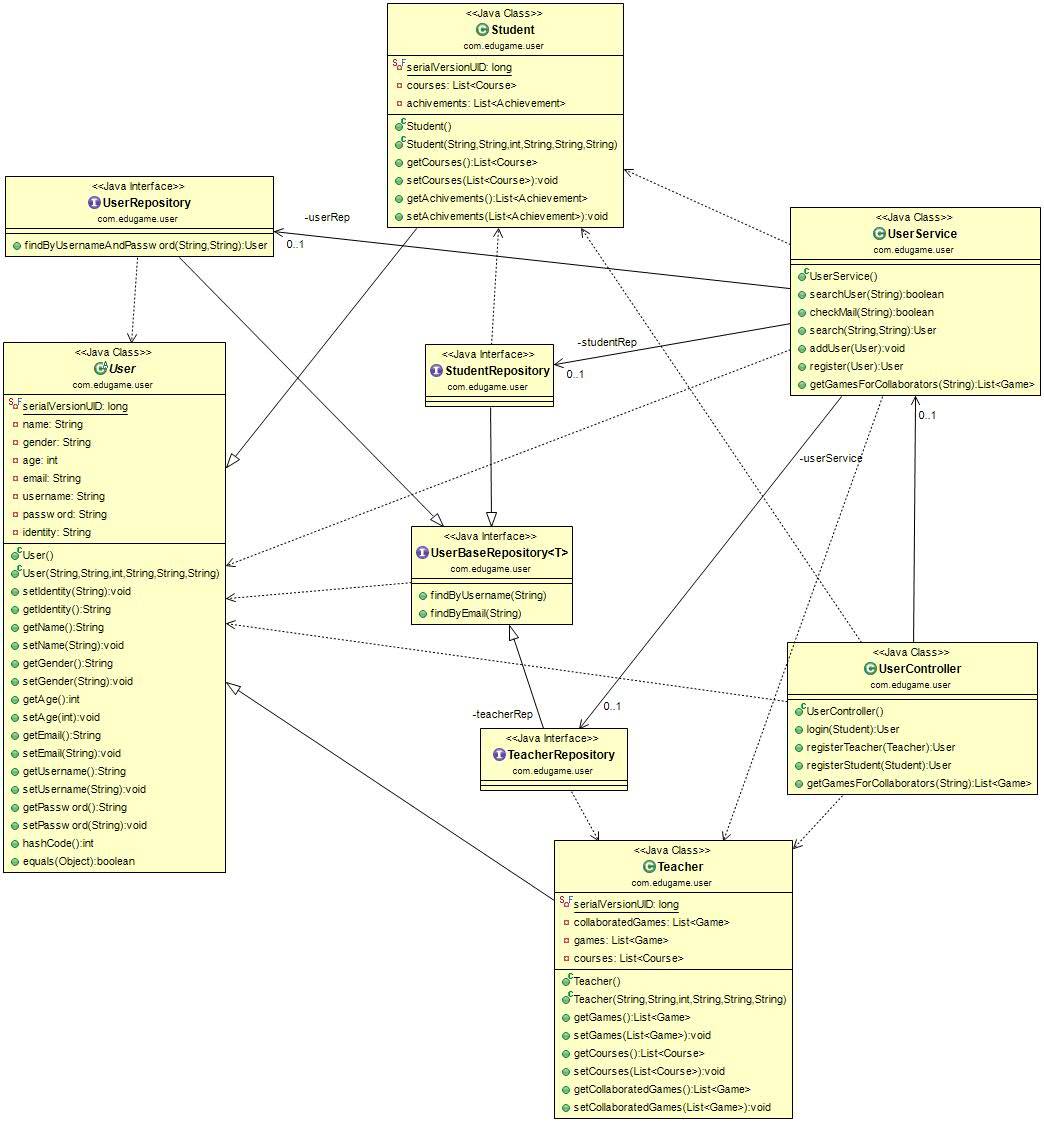 <<Java Class>>
Student
com.edugame.user
serialVersionUID: long
courses: List<Course>
achivements: List<Achievement>
Student()
Student(String,String,int,String,String,String)
getCourses():List<Course>
setCourses(List<Course>):void
getAchivements():List<Achievement>
setAchivements(List<Achievement>):void
<<Java Interface>>
UserRepository
com.edugame.user
findByUsernameAndPassword(String,String):User
-userRep
0..1
<<Java Class>>
UserService
com.edugame.user
UserService()
searchUser(String):boolean
checkMail(String):boolean
search(String,String):User
addUser(User):void
register(User):User
getGamesForCollaborators(String):List<Game>
<<Java Class>>
User
com.edugame.user
serialVersionUID: long
name: String
gender: String
age: int
email: String
username: String
password: String
identity: String
User()
User(String,String,int,String,String,String)
setIdentity(String):void
getIdentity():String
getName():String
setName(String):void
getGender():String
setGender(String):void
getAge():int
setAge(int):void
getEmail():String
setEmail(String):void
getUsername():String
setUsername(String):void
getPassword():String
setPassword(String):void
hashCode():int
equals(Object):boolean
<<Java Interface>>
StudentRepository
com.edugame.user
-studentRep
0..1
0..1
-userService
<<Java Interface>>
UserBaseRepository<T>
com.edugame.user
findByUsername(String)
findByEmail(String)
<<Java Class>>
UserController
com.edugame.user
UserController()
login(Student):User
registerTeacher(Teacher):User
registerStudent(Student):User
getGamesForCollaborators(String):List<Game>
-teacherRep
0..1
<<Java Interface>>
TeacherRepository
com.edugame.user
<<Java Class>>
Teacher
com.edugame.user
serialVersionUID: long
collaboratedGames: List<Game>
games: List<Game>
courses: List<Course>
Teacher()
Teacher(String,String,int,String,String,String)
getGames():List<Game>
setGames(List<Game>):void
getCourses():List<Course>
setCourses(List<Course>):void
getCollaboratedGames():List<Game>
setCollaboratedGames(List<Game>):void